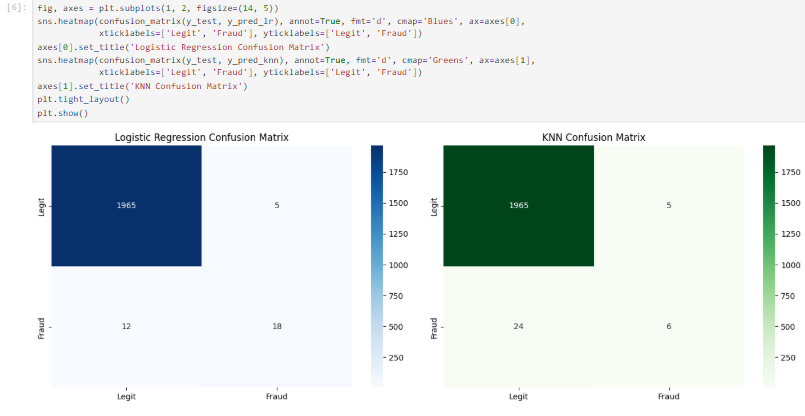 [6]: fig, axes = plt.subplots(1, 2, figsize=(14, 5))
sns.heatmap(confusion_matrix(y_test, y_pred_lr), annot=True, fmt='d', cmap='Blues', ax=axes[0],
xticklabels=['Legit', 'Fraud'], yticklabels=['Legit', 'Fraud'])
axes[0].set_title('Logistic Regression Confusion Matrix')
sns.heatmap(confusion_matrix(y_test, y_pred_knn), annot=True, fmt='d', cmap='Greens', ax=axes[1],
xticklabels=['Legit', 'Fraud'], yticklabels=['Legit', 'Fraud'])
axes[1].set_title('KNN Confusion Matrix')
plt.tight_layout()
plt.show()
Logistic Regression Confusion Matrix
Legit
1965 5
Fraud
12 18
Legit Fraud
1750
1500
1250
1000
750
500
250
KNN Confusion Matrix
Legit
1965 5
Fraud
24 6
Legit Fraud
1750
1500
1250
1000
750
500
250